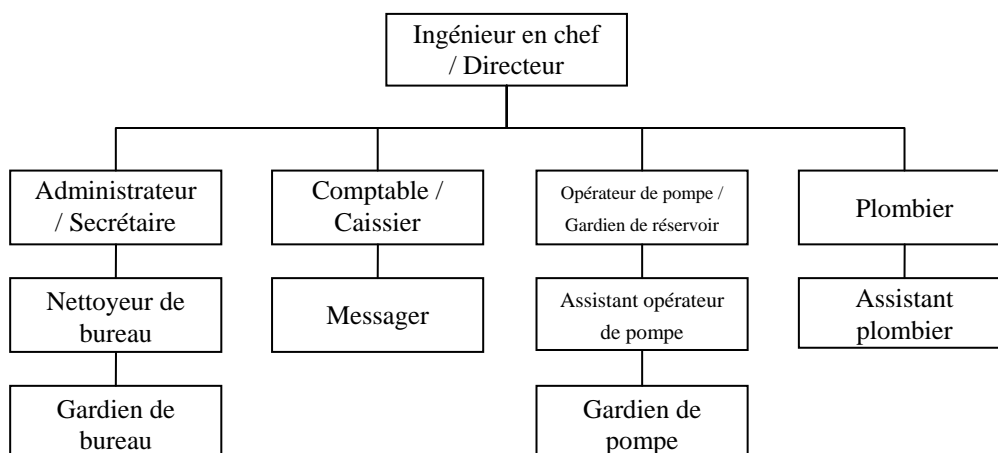 Ingénieur en chef
/ Directeur
Administrateur
/ Secrétaire
Comptable /
Caissier
Opérateur de pompe /
Gardien de réservoir
Plombier
Nettoyeur de
bureau
Messager
Assistant opérateur
de pompe
Assistant
plombier
Gardien de
bureau
Gardien de
pompe